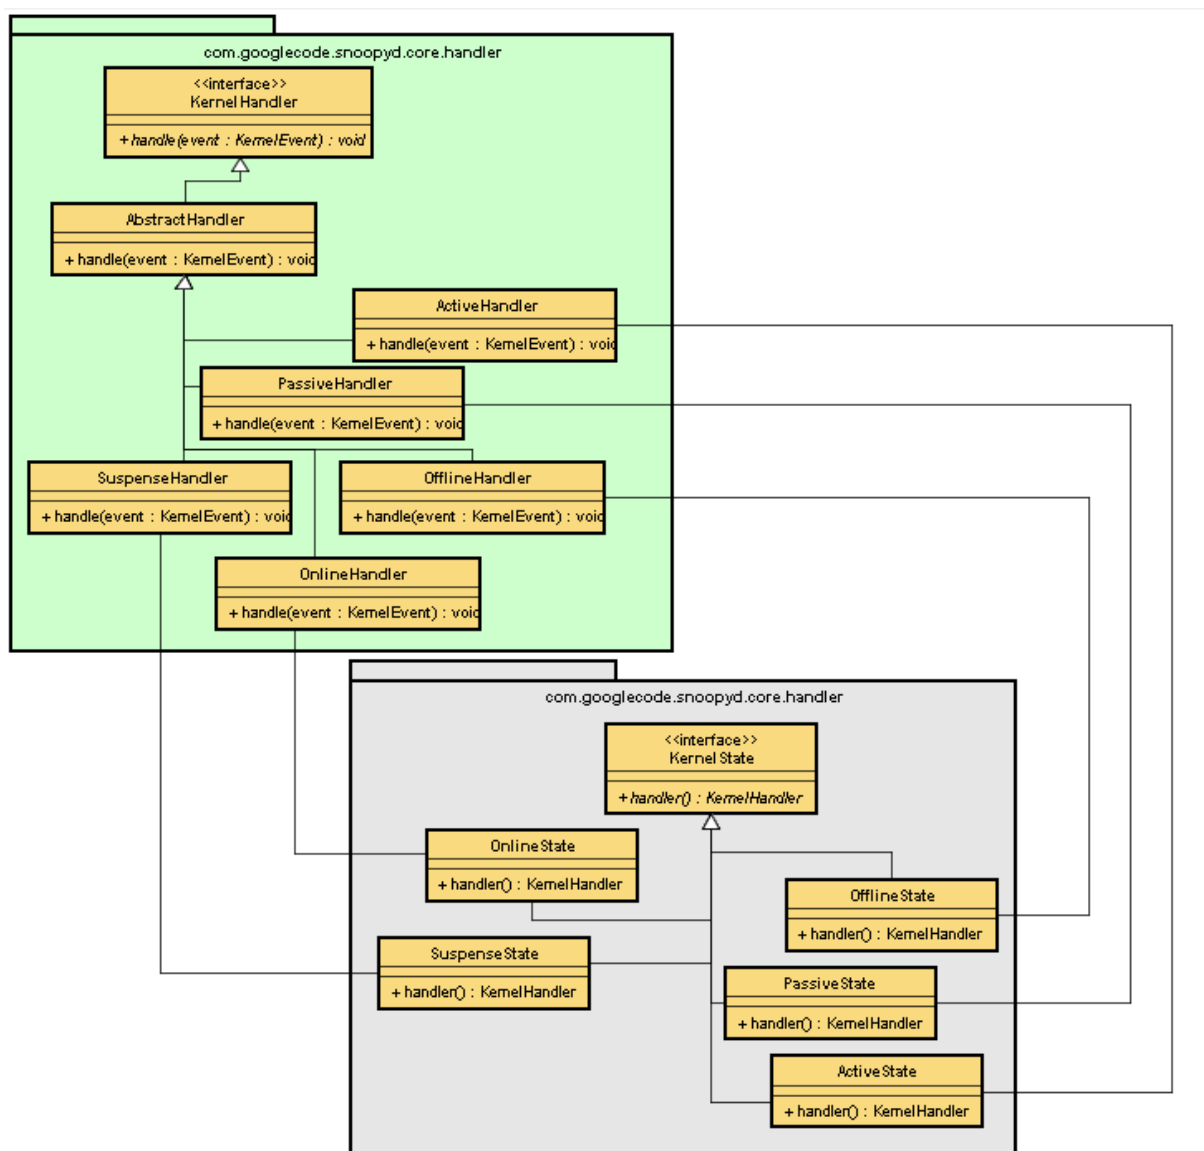 com.googlecode.snoopyd.core.handler
<<interface>>
KernelHandler
+ handle(event : KernelEvent) : void
AbstractHandler
+ handle(event : KernelEvent) : void
ActiveHandler
+ handle(event : KernelEvent) : void
PassiveHandler
+ handle(event : KernelEvent) : void
SuspenseHandler
+ handle(event : KernelEvent) : void
OfflineHandler
+ handle(event : KernelEvent) : void
OnlineHandler
+ handle(event : KernelEvent) : void
com.googlecode.snoopyd.core.handler
<<interface>>
KernelState
+ handler() : KernelHandler
OnlineState
+ handler() : KernelHandler
OfflineState
+ handler() : KernelHandler
SuspenseState
+ handler() : KernelHandler
PassiveState
+ handler() : KernelHandler
ActiveState
+ handler() : KernelHandler